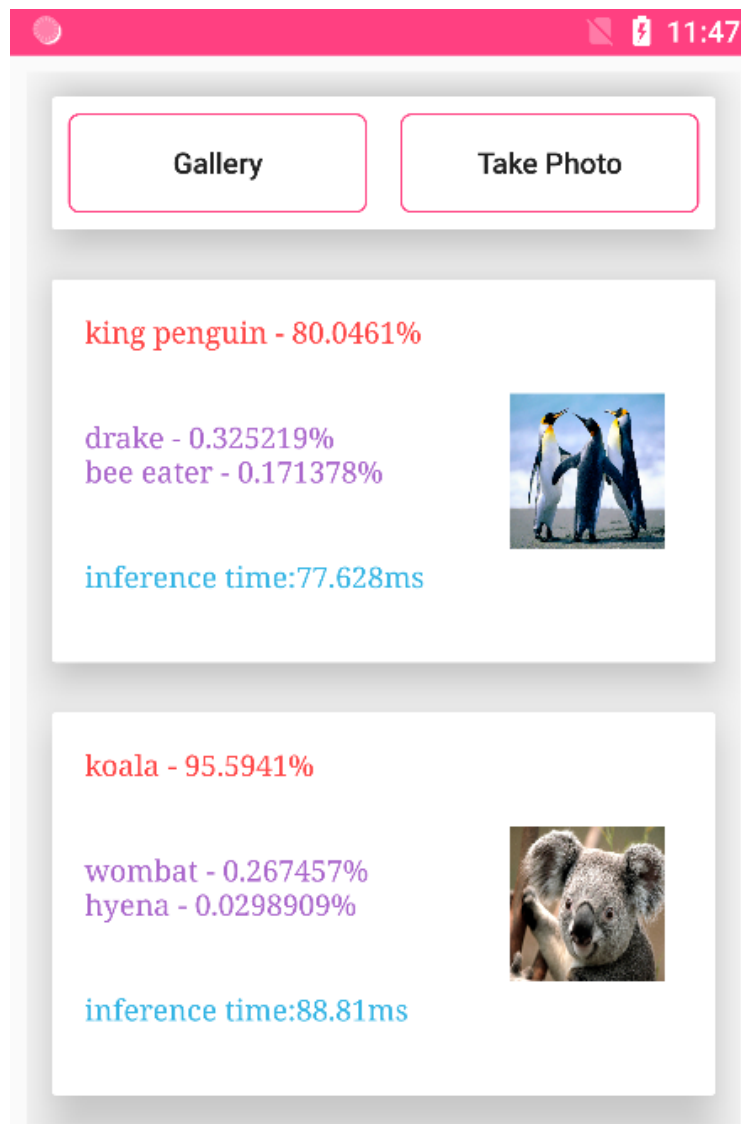 11:47
Gallery
Take Photo
king penguin - 80.0461%
drake - 0.325219%
bee eater - 0.171378%
inference time:77.628ms
koala - 95.5941%
wombat - 0.267457%
hyena - 0.0298909%
inference time:88.81ms